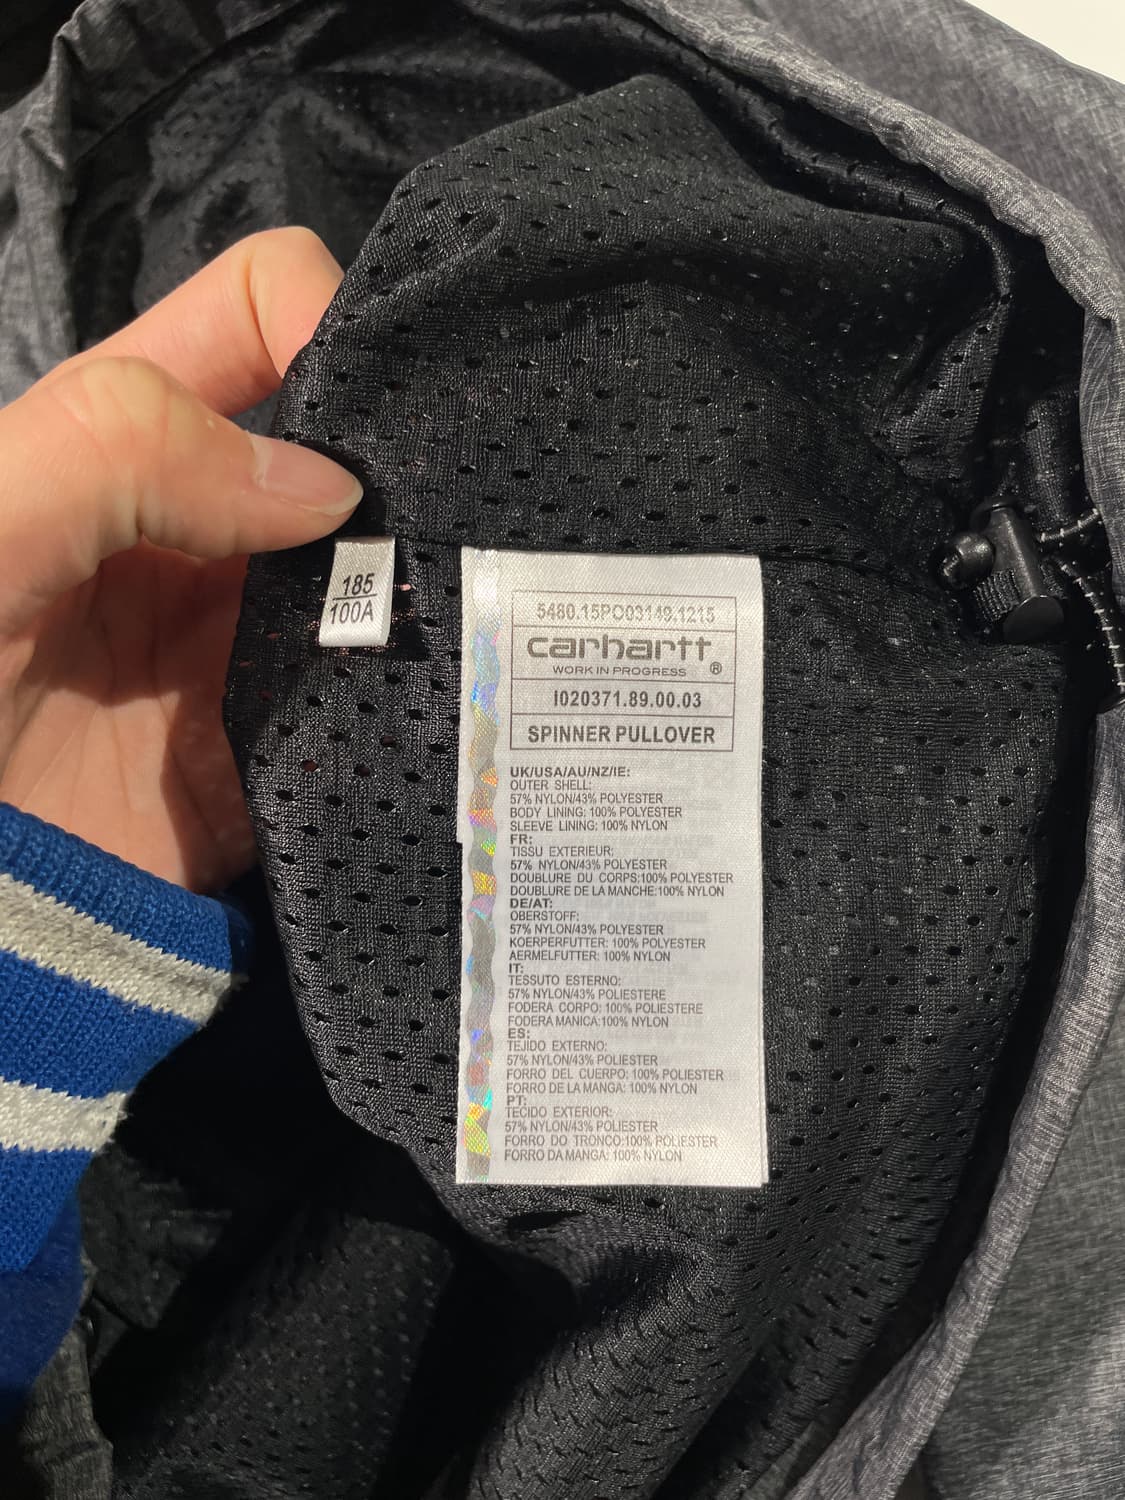 185
100A
5480.15PO03149.1215
carhartt
WORK IN PROGRESS ®
I020371.89.00.03
SPINNER PULLOVER
UK/USA/AU/NZ/IE:
OUTER SHELL:
57% NYLON/43% POLYESTER
BODY LINING: 100% POLYESTER
SLEEVE LINING: 100% NYLON
FR:
TISSU EXTERIEUR:
57% NYLON/43% POLYESTER
DOUBLURE DU CORPS:100% POLYESTER
DOUBLURE DE LA MANCHE:100% NYLON
DE/AT:
OBERSTOFF:
57% NYLON/43% POLYESTER
KOERPERFUTTER: 100% POLYESTER
AERMELFUTTER: 100% NYLON
IT:
TESSUTO ESTERNO:
57% NYLON/43% POLIESTERE
FODERA CORPO: 100% POLIESTERE
FODERA MANICA:100% NYLON
ES:
TEJIDO EXTERNO:
57% NYLON/43% POLIESTER
FORRO DEL CUERPO: 100% POLIESTER
FORRO DE LA MANGA: 100% NYLON
PT:
TECIDO EXTERIOR:
57% NYLON/43% POLIESTER
FORRO DO TRONCO:100% POLIESTER
FORRO DA MANGA: 100% NYLON